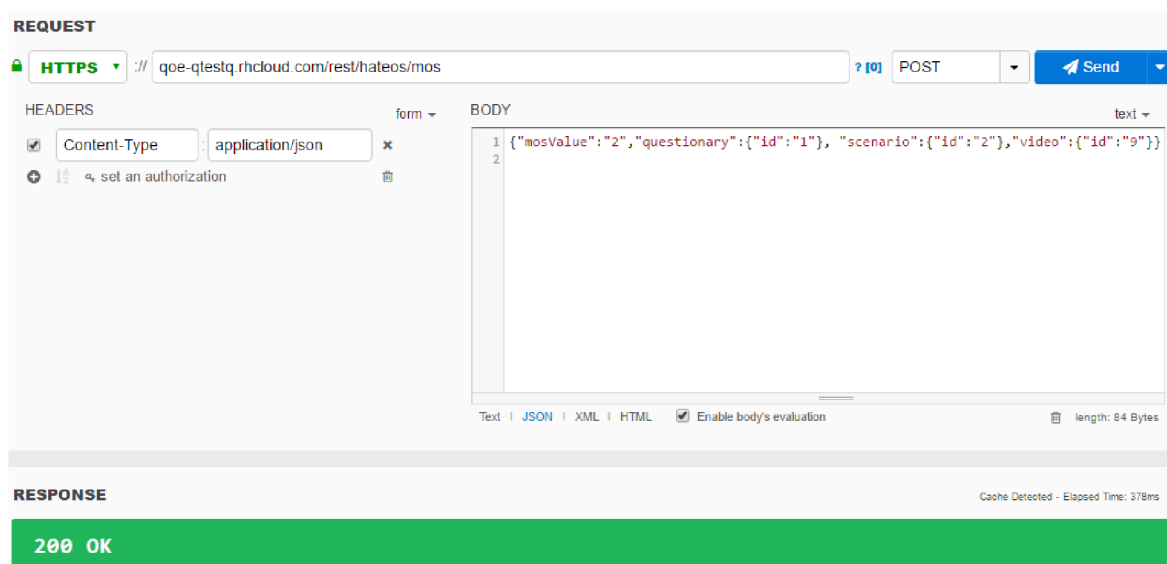 REQUEST
HTTPS :// qoe-qtestq.rhcloud.com/rest/hateos/mos ? [0] POST Send
HEADERS form
BODY text
Content-Type : application/json
set an authorization
1 {"mosValue":"2","questionary":{"id":"1"}, "scenario":{"id":"2"},"video":{"id":"9"}}
2
Text | JSON | XML | HTML Enable body's evaluation length: 84 Bytes
RESPONSE Cache Detected - Elapsed Time: 378ms
200 OK